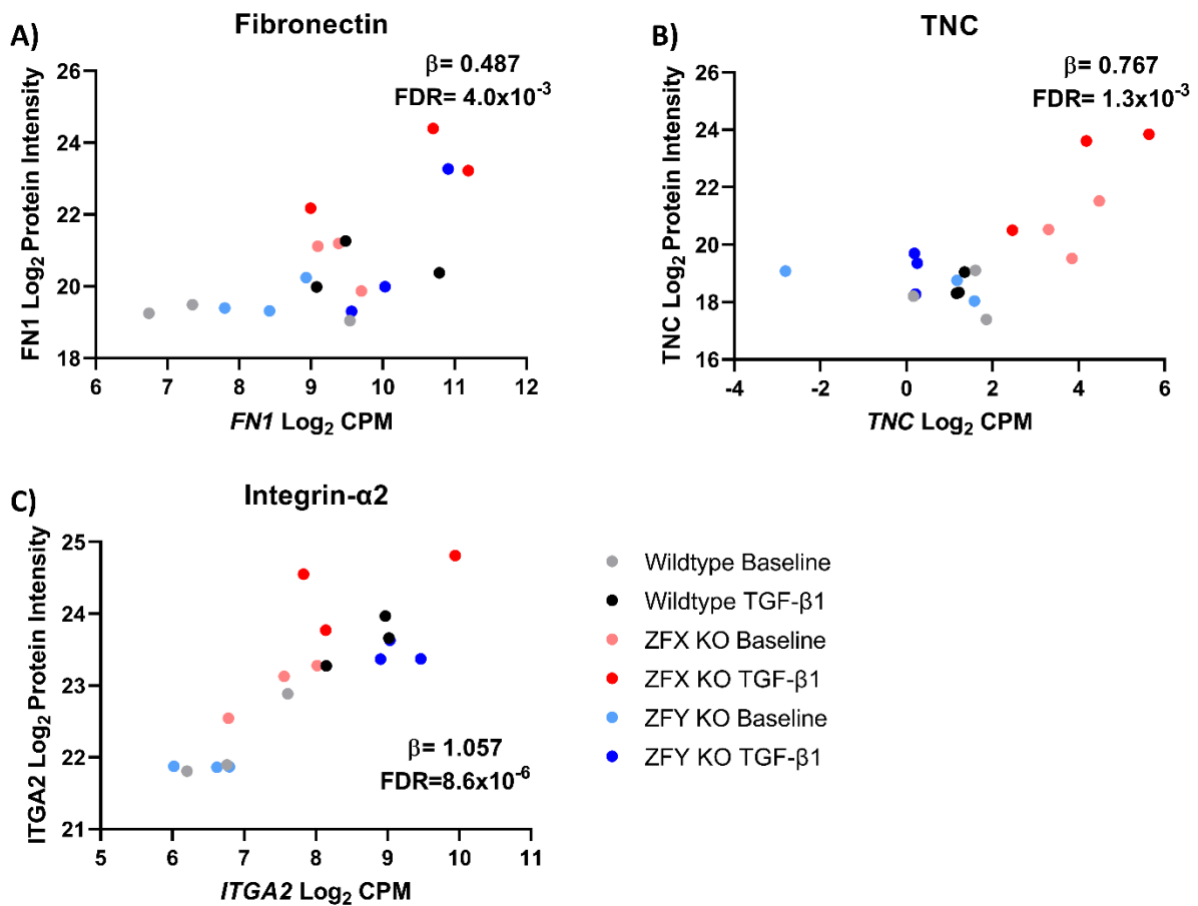 A)
Fibronectin
β= 0.487
FDR= 4.0x10⁻³
FN1 Log₂ Protein Intensity
26
24
22
20
18
6 7 8 9 10 11 12
FN1 Log₂ CPM
B)
TNC
β= 0.767
FDR= 1.3x10⁻³
TNC Log₂ Protein Intensity
26
24
22
20
18
16
-4 -2 0 2 4 6
TNC Log₂ CPM
C)
Integrin-α2
ITGA2 Log₂ Protein Intensity
25
24
23
22
21
β= 1.057
FDR=8.6x10⁻⁶
5 6 7 8 9 10 11
ITGA2 Log₂ CPM
Wildtype Baseline
Wildtype TGF-β1
ZFX KO Baseline
ZFX KO TGF-β1
ZFY KO Baseline
ZFY KO TGF-β1